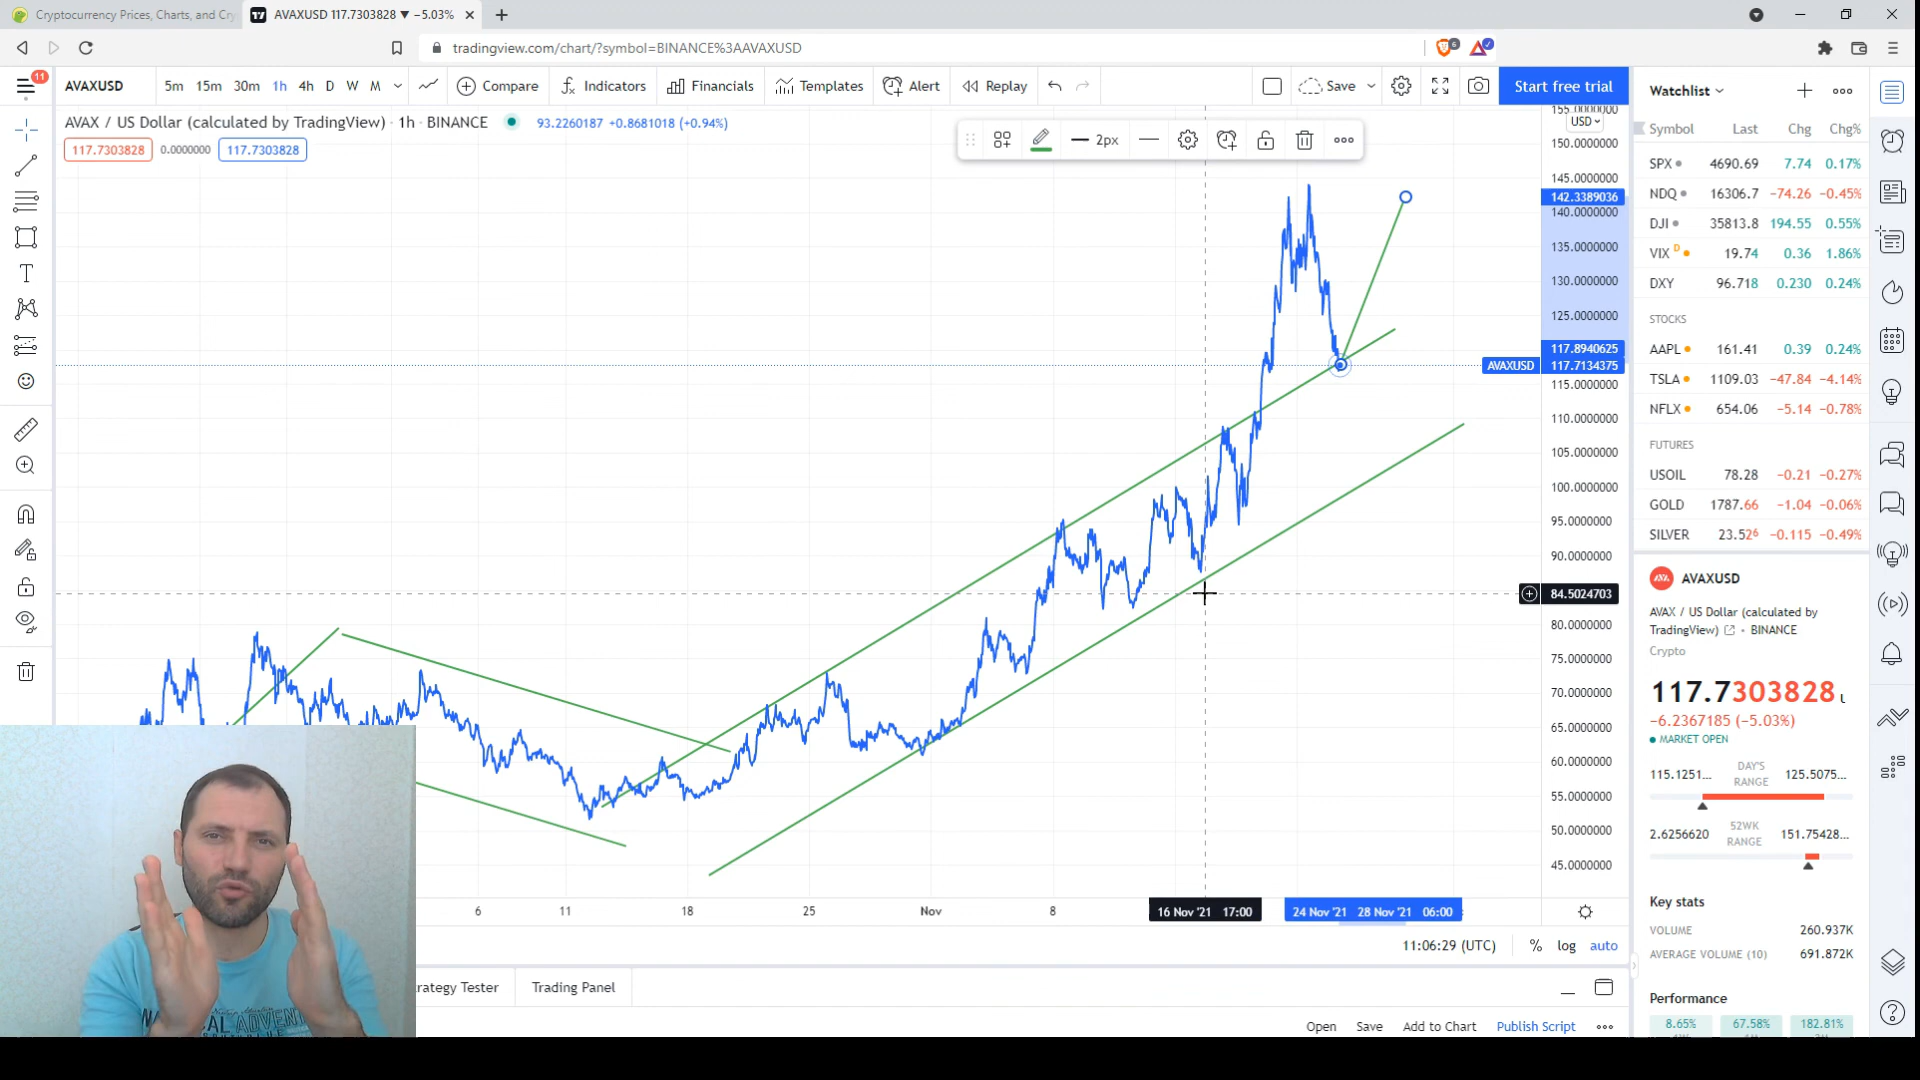 Cryptocurrency Prices, Charts, and Cry
AVAXUSD 117.7303828 ▼ −5.03%
tradingview.com/chart/?symbol=BINANCE%3AAVAXUSD
6
11
AVAXUSD
5m 15m 30m 1h 4h D W M
Compare
Indicators
Financials
Templates
Alert
Replay
Save
Start free trial
AVAX / US Dollar (calculated by TradingView) · 1h · BINANCE
93.2260187 +0.8681018 (+0.94%)
117.7303828 0.0000000 117.7303828
2px
155.0000000
USD
150.0000000
145.0000000
142.3389036
140.0000000
135.0000000
130.0000000
125.0000000
117.8940625
AVAXUSD 117.7134375
115.0000000
110.0000000
105.0000000
100.0000000
95.0000000
90.0000000
84.5024703
80.0000000
75.0000000
70.0000000
65.0000000
60.0000000
55.0000000
50.0000000
45.0000000
6 11 18 25 Nov 8
16 Nov '21 17:00
24 Nov '21 28 Nov '21 06:00
11:06:29 (UTC)
% log auto
rategy Tester
Trading Panel
Open Save Add to Chart Publish Script
Watchlist
Symbol Last Chg Chg%
SPX 4690.69 7.74 0.17%
NDQ 16306.7 −74.26 −0.45%
DJI 35813.8 194.55 0.55%
VIX D 19.74 0.36 1.86%
DXY 96.718 0.230 0.24%
STOCKS
AAPL 161.41 0.39 0.24%
TSLA 1109.03 −47.84 −4.14%
NFLX 654.06 −5.14 −0.78%
FUTURES
USOIL 78.28 −0.21 −0.27%
GOLD 1787.66 −1.04 −0.06%
SILVER 23.526 −0.115 −0.49%
AVAXUSD
AVAX / US Dollar (calculated by
TradingView) • BINANCE
Crypto
117.7303828
−6.2367185 (−5.03%)
MARKET OPEN
115.1251... DAY'S RANGE 125.5075...
2.6256620 52WK RANGE 151.75428...
Key stats
VOLUME 260.937K
AVERAGE VOLUME (10) 691.872K
Performance
8.65% 67.58% 182.81%